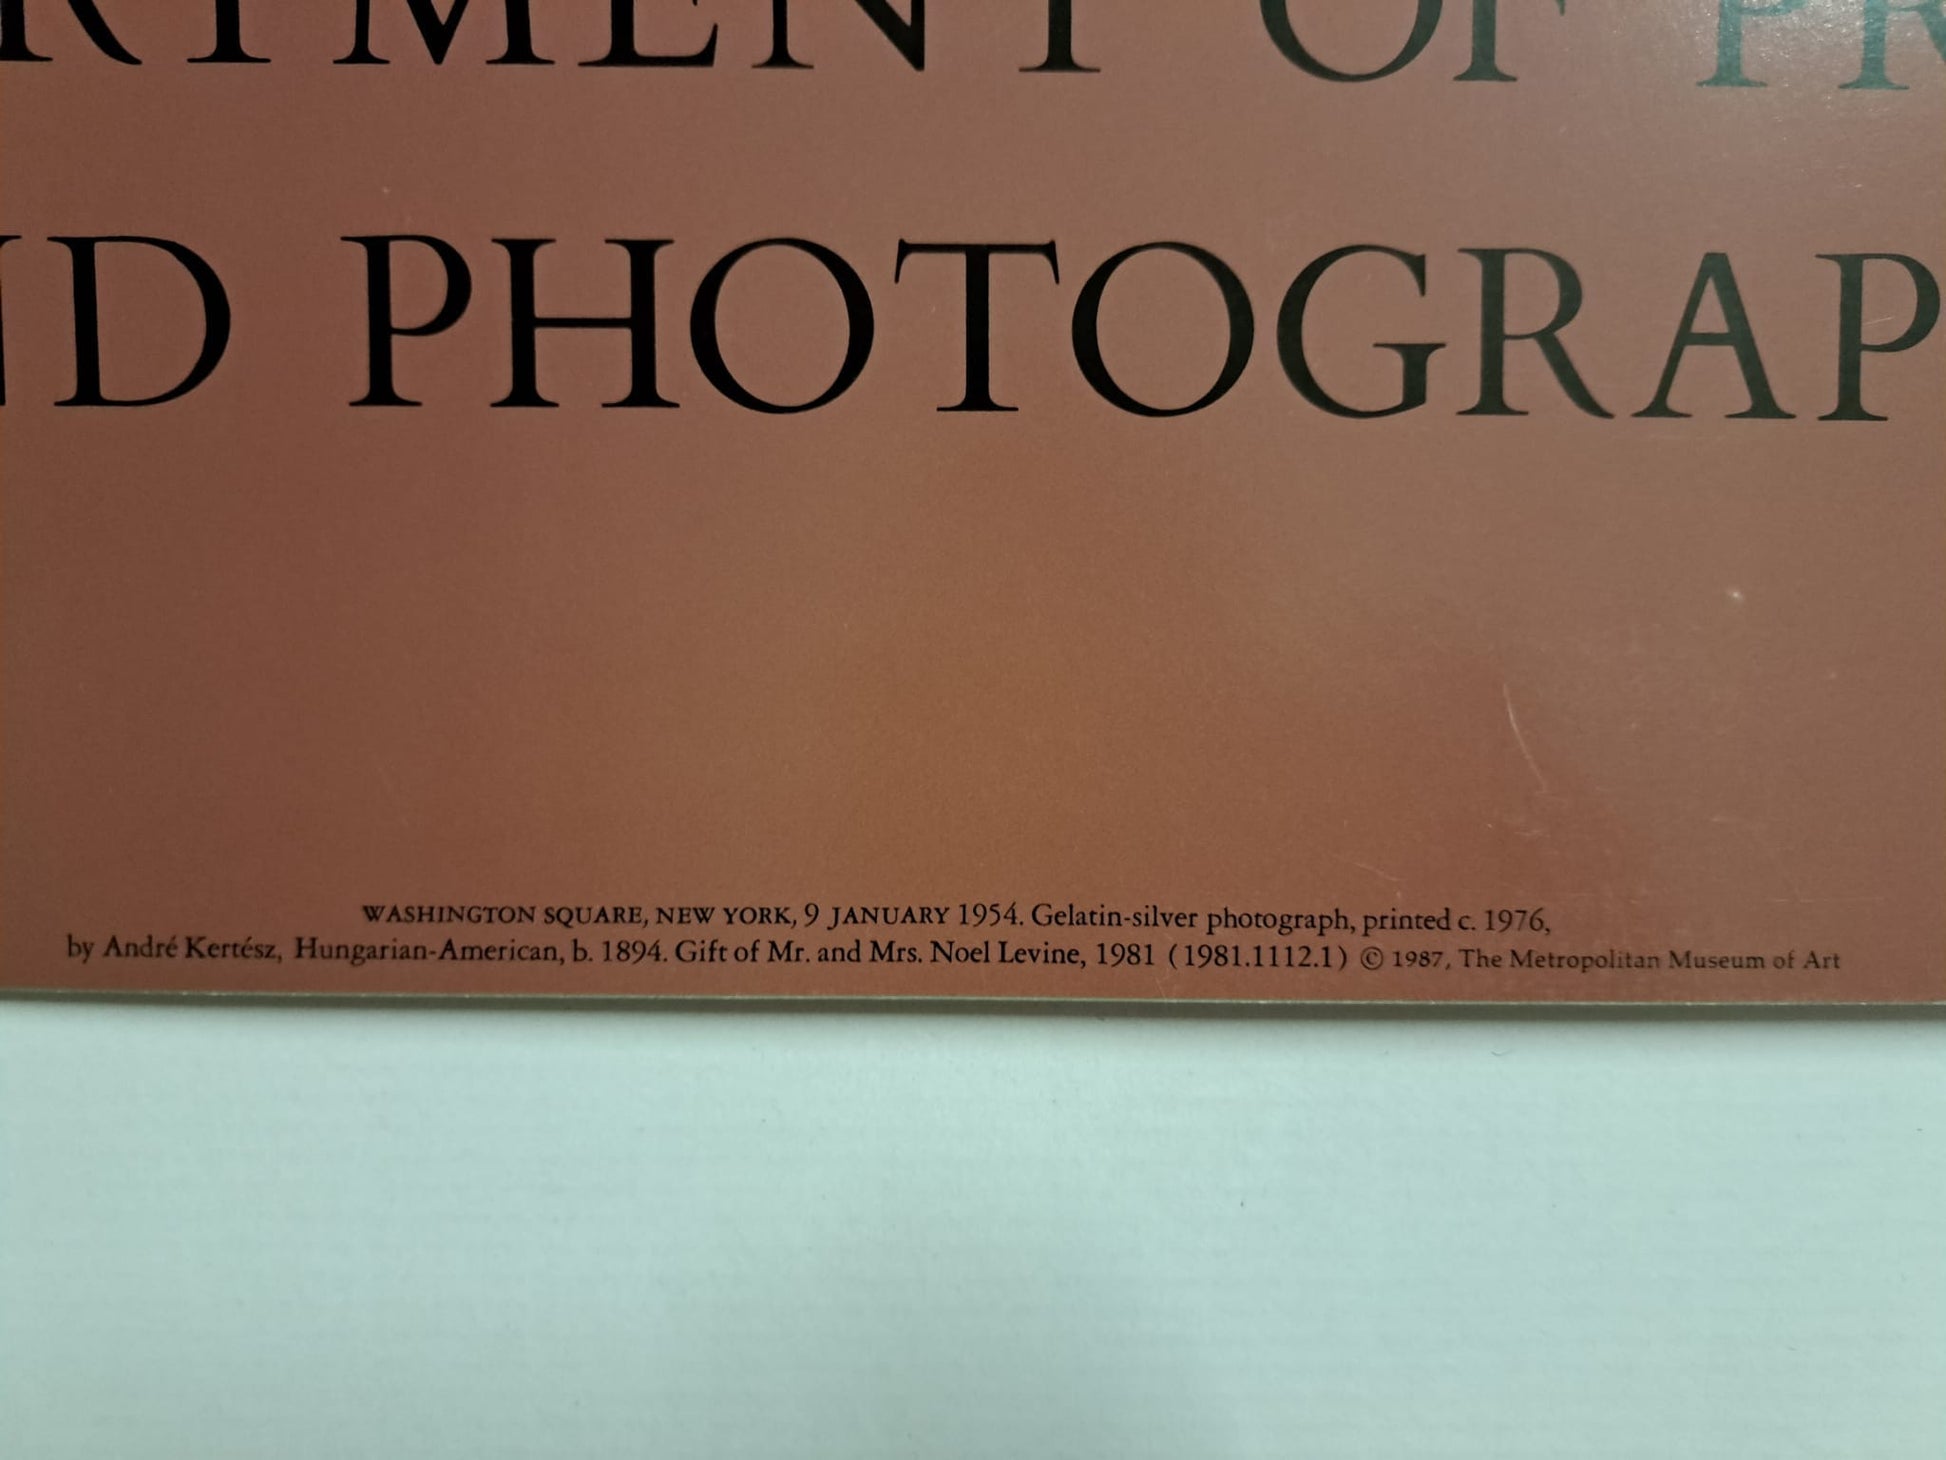 RTMENT OF PR
ND PHOTOGRAP
WASHINGTON SQUARE, NEW YORK, 9 JANUARY 1954. Gelatin-silver photograph, printed c. 1976,
by André Kertész, Hungarian-American, b. 1894. Gift of Mr. and Mrs. Noel Levine, 1981 (1981.1112.1) © 1987, The Metropolitan Museum of Art